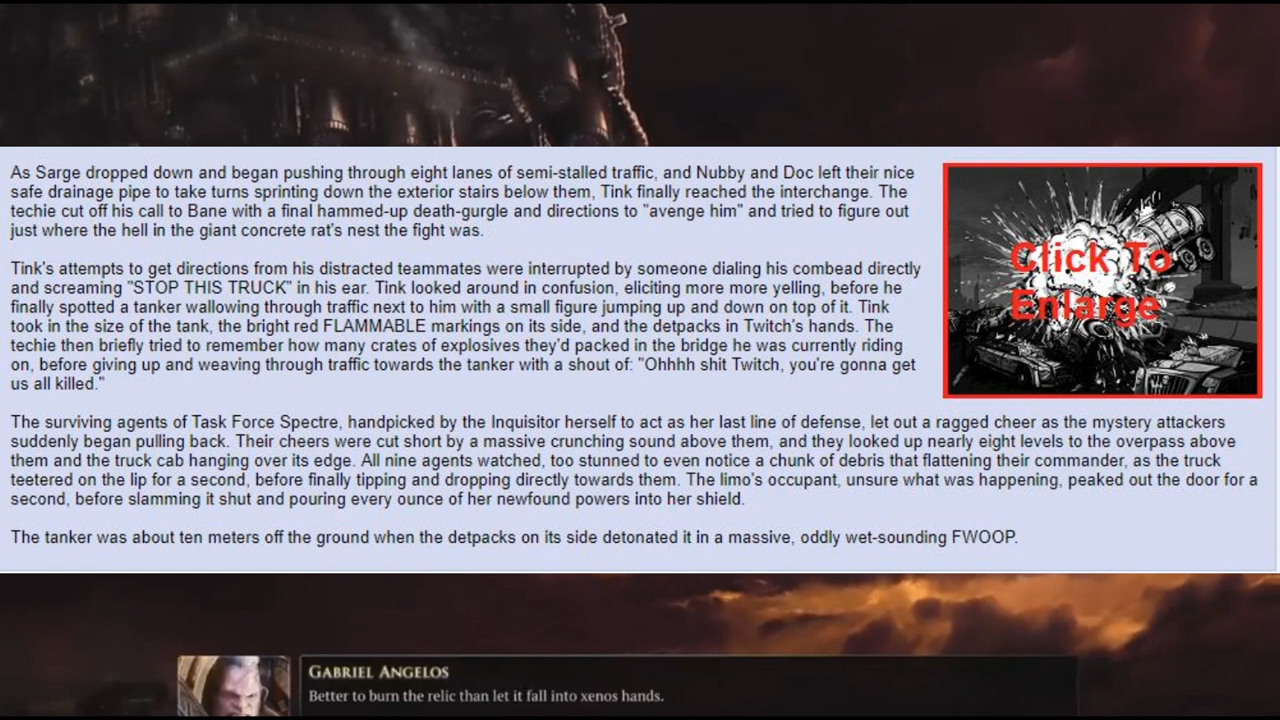 As Sarge dropped down and began pushing through eight lanes of semi-stalled traffic, and Nubby and Doc left their nice
safe drainage pipe to take turns sprinting down the exterior stairs below them, Tink finally reached the interchange. The
techie cut off his call to Bane with a final hammed-up death-gurgle and directions to "avenge him" and tried to figure out
just where the hell in the giant concrete rat's nest the fight was.
Tink's attempts to get directions from his distracted teammates were interrupted by someone dialing his combead directly
and screaming "STOP THIS TRUCK" in his ear. Tink looked around in confusion, eliciting more more yelling, before he
finally spotted a tanker wallowing through traffic next to him with a small figure jumping up and down on top of it. Tink
took in the size of the tank, the bright red FLAMMABLE markings on its side, and the detpacks in Twitch's hands. The
techie then briefly tried to remember how many crates of explosives they'd packed in the bridge he was currently riding
on, before giving up and weaving through traffic towards the tanker with a shout of: "Ohhhh shit Twitch, you're gonna get
us all killed."
Click To
Enlarge
The surviving agents of Task Force Spectre, handpicked by the Inquisitor herself to act as her last line of defense, let out a ragged cheer as the mystery attackers
suddenly began pulling back. Their cheers were cut short by a massive crunching sound above them, and they looked up nearly eight levels to the overpass above
them and the truck cab hanging over its edge. All nine agents watched, too stunned to even notice a chunk of debris that flattening their commander, as the truck
teetered on the lip for a second, before finally tipping and dropping directly towards them. The limo's occupant, unsure what was happening, peaked out the door for a
second, before slamming it shut and pouring every ounce of her newfound powers into her shield.
The tanker was about ten meters off the ground when the detpacks on its side detonated it in a massive, oddly wet-sounding FWOOP.
GABRIEL ANGELOS
Better to burn the relic than let it fall into xenos hands.